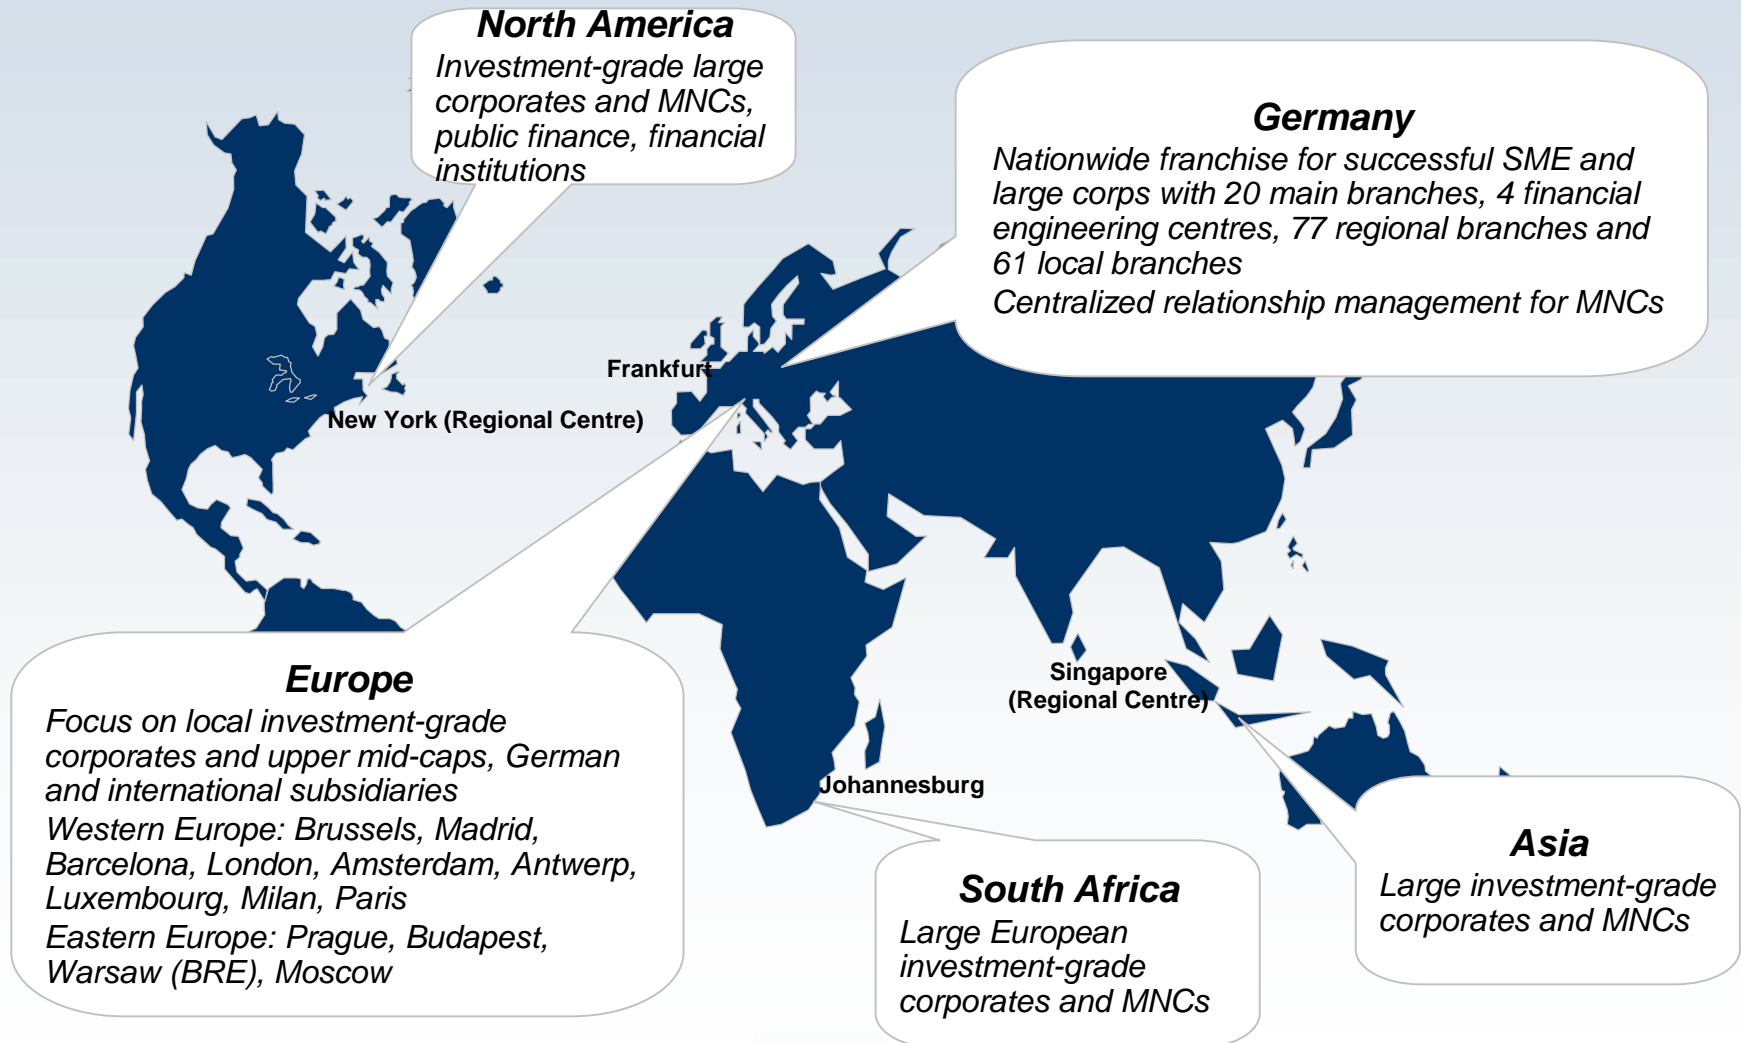 North America
Investment-grade large
corporates and MNCs,
public finance, financial
institutions
Germany
Nationwide franchise for successful SME and
large corps with 20 main branches, 4 financial
engineering centres, 77 regional branches and
61 local branches
Centralized relationship management for MNCs
Frankfurt
New York (Regional Centre)
Europe
Focus on local investment-grade
corporates and upper mid-caps, German
and international subsidiaries
Western Europe: Brussels, Madrid,
Barcelona, London, Amsterdam, Antwerp,
Luxembourg, Milan, Paris
Eastern Europe: Prague, Budapest,
Warsaw (BRE), Moscow
Singapore
(Regional Centre)
Johannesburg
South Africa
Large European
investment-grade
corporates and MNCs
Asia
Large investment-grade
corporates and MNCs